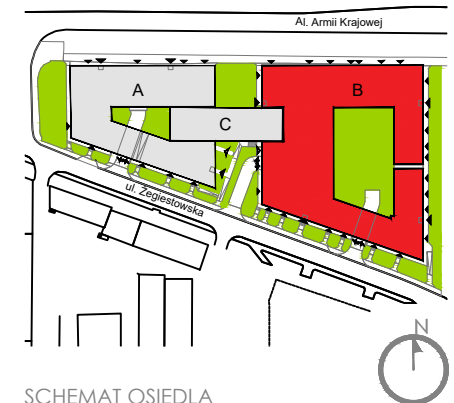 Al. Armii Krajowej
A
B
C
ul. Żegiestowska
N
SCHEMAT OSIEDLA